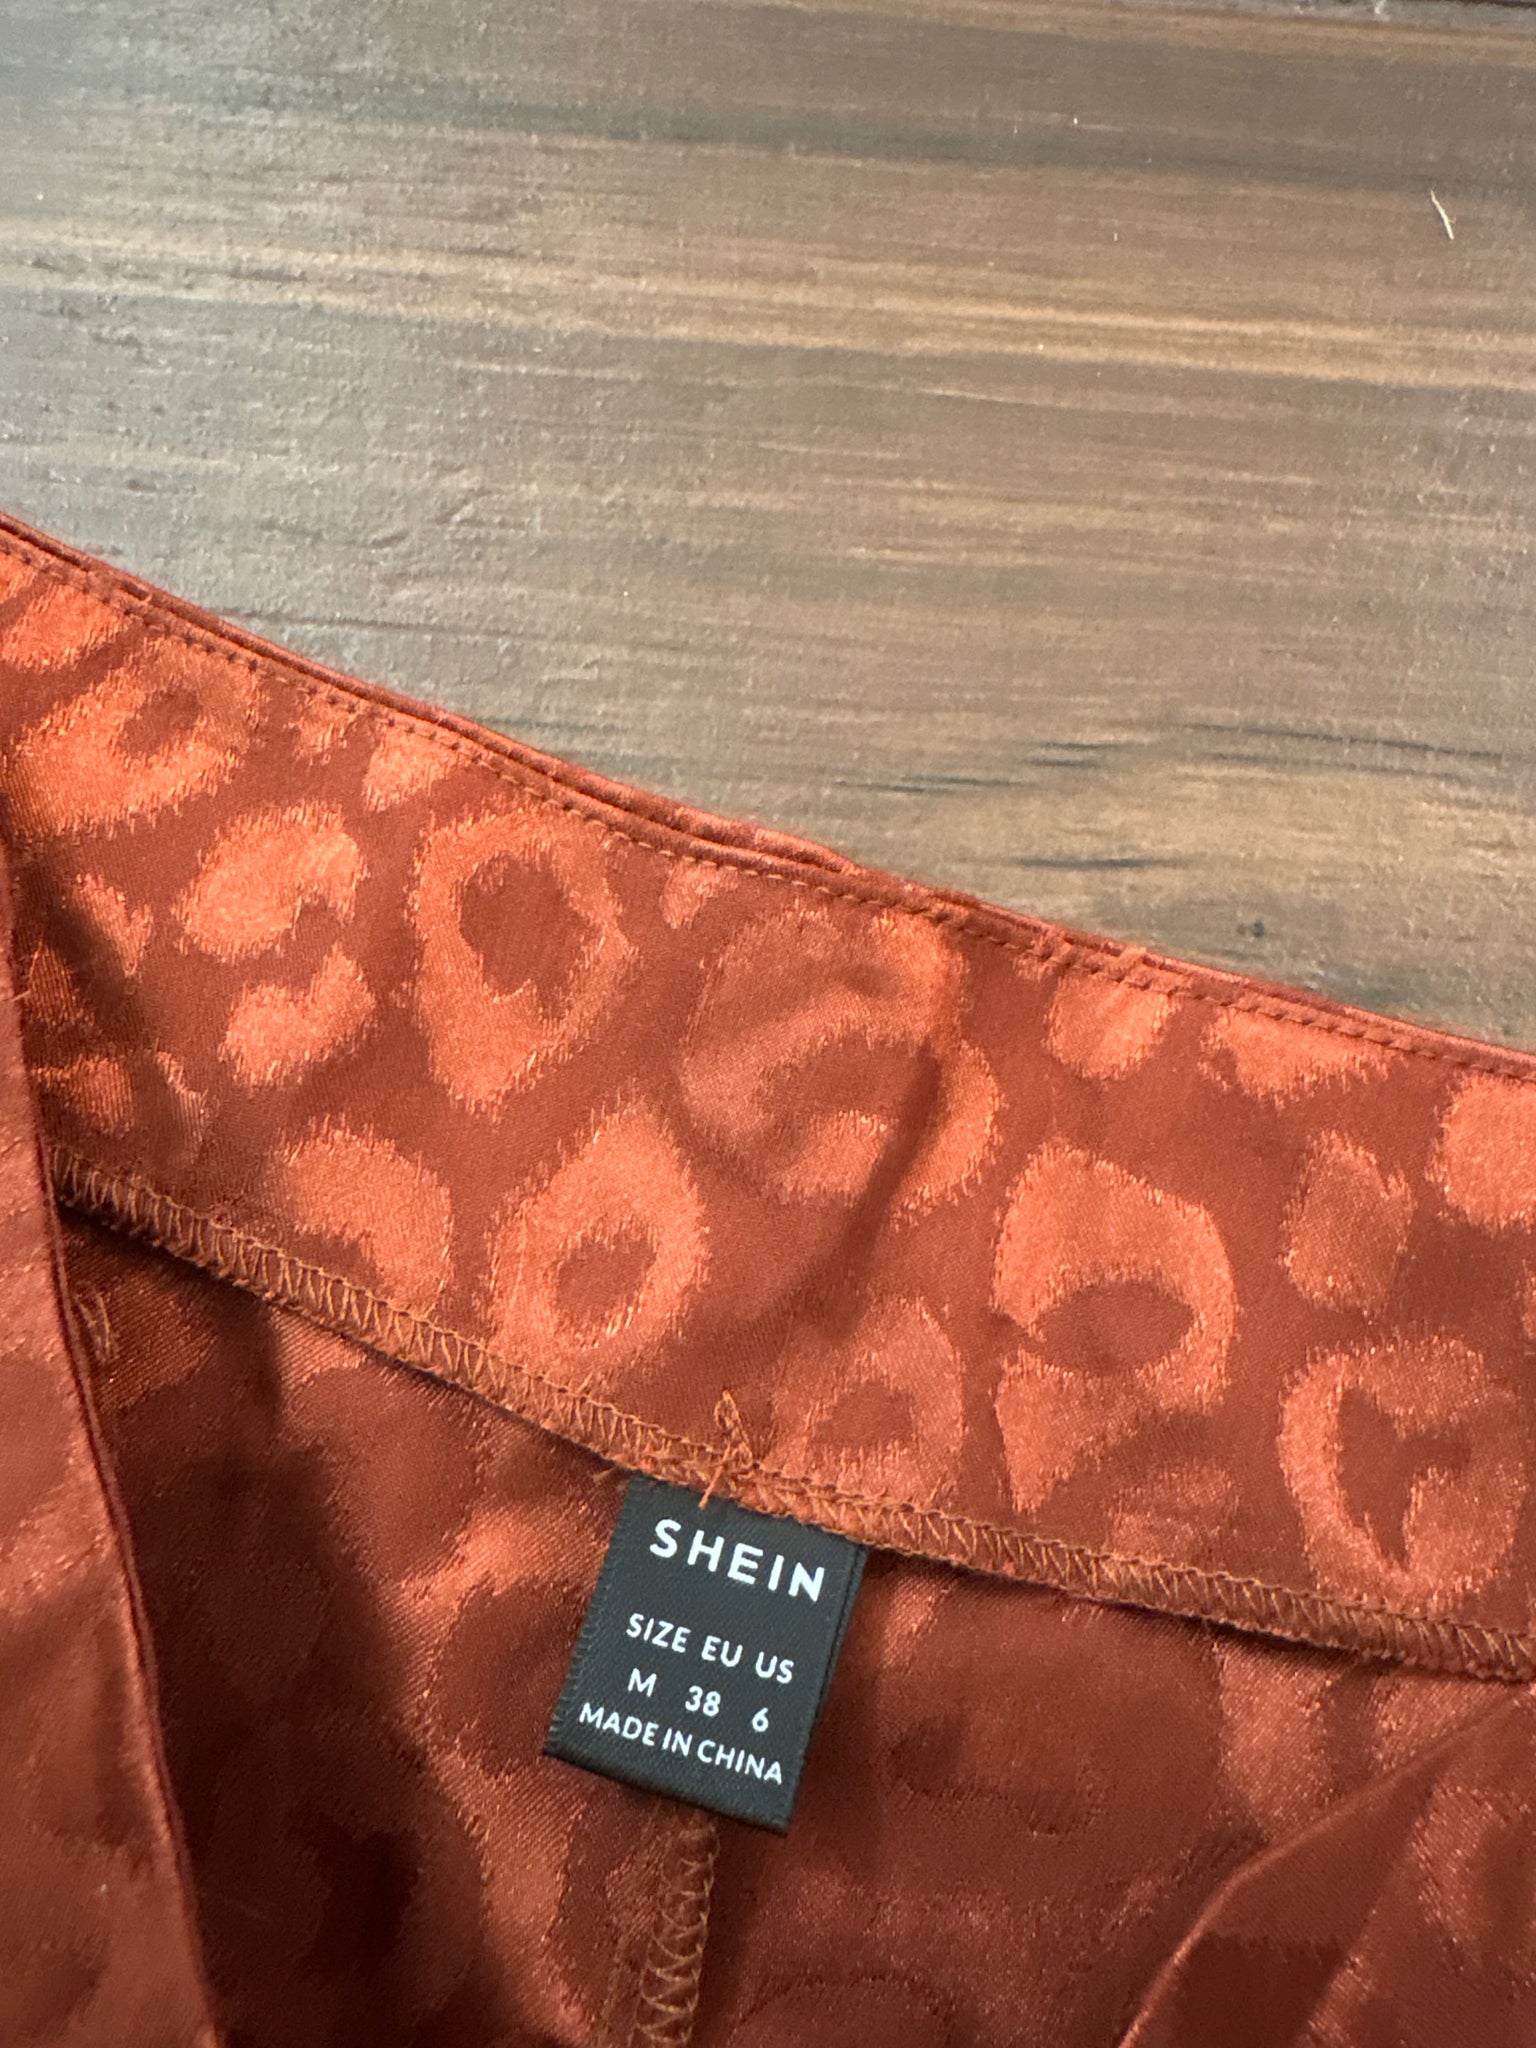 SHEIN
SIZE EU US
M 38 6
MADE IN CHINA